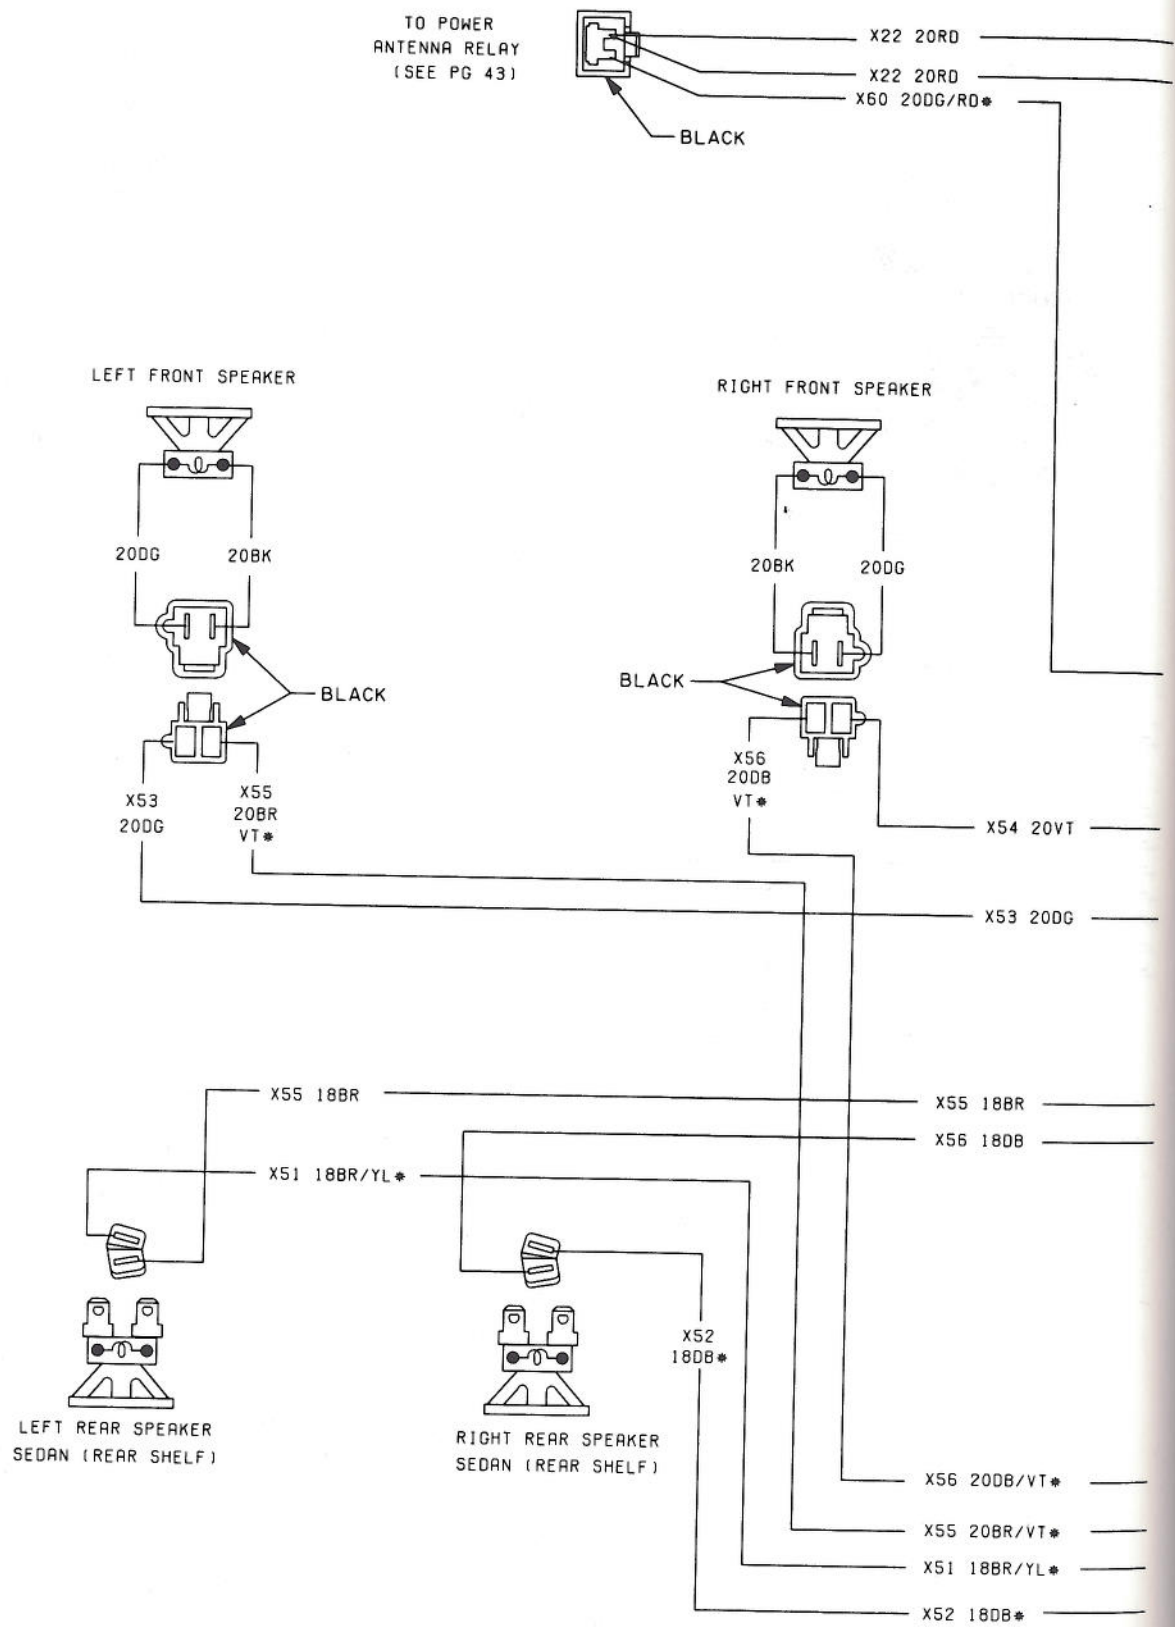 TO POWER
ANTENNA RELAY
(SEE PG 43)
X22 20RD
X22 20RD
X60 20DG/RD*
BLACK
LEFT FRONT SPEAKER
RIGHT FRONT SPEAKER
20DG
20BK
20BK
20DG
BLACK
BLACK
X53
20DG
X55
20BR
VT*
X56
20DB
VT*
X54 20VT
X53 20DG
X55 18BR
X55 18BR
X56 18DB
X51 18BR/YL*
X52
18DB*
LEFT REAR SPEAKER
SEDAN (REAR SHELF)
RIGHT REAR SPEAKER
SEDAN (REAR SHELF)
X56 20DB/VT*
X55 20BR/VT*
X51 18BR/YL*
X52 18DB*